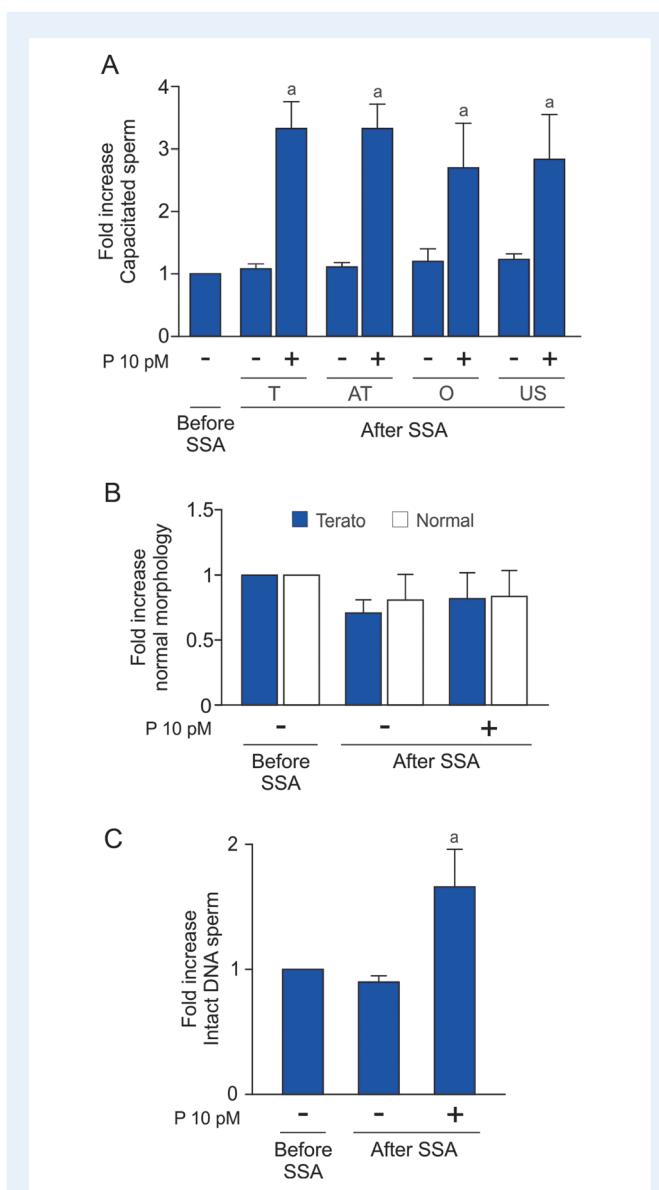 A
Fold increase
Capacitated sperm
4
3
2
1
0
a a a a
P 10 pM - - + - + - + - +
T AT O US
Before
SSA
After SSA
B
Fold increase
normal morphology
1.5
1
0.5
0
Terato Normal
P 10 pM - - +
Before
SSA
After SSA
C
Fold increase
Intact DNA sperm
2
1
0
a
P 10 pM - - +
Before
SSA
After SSA